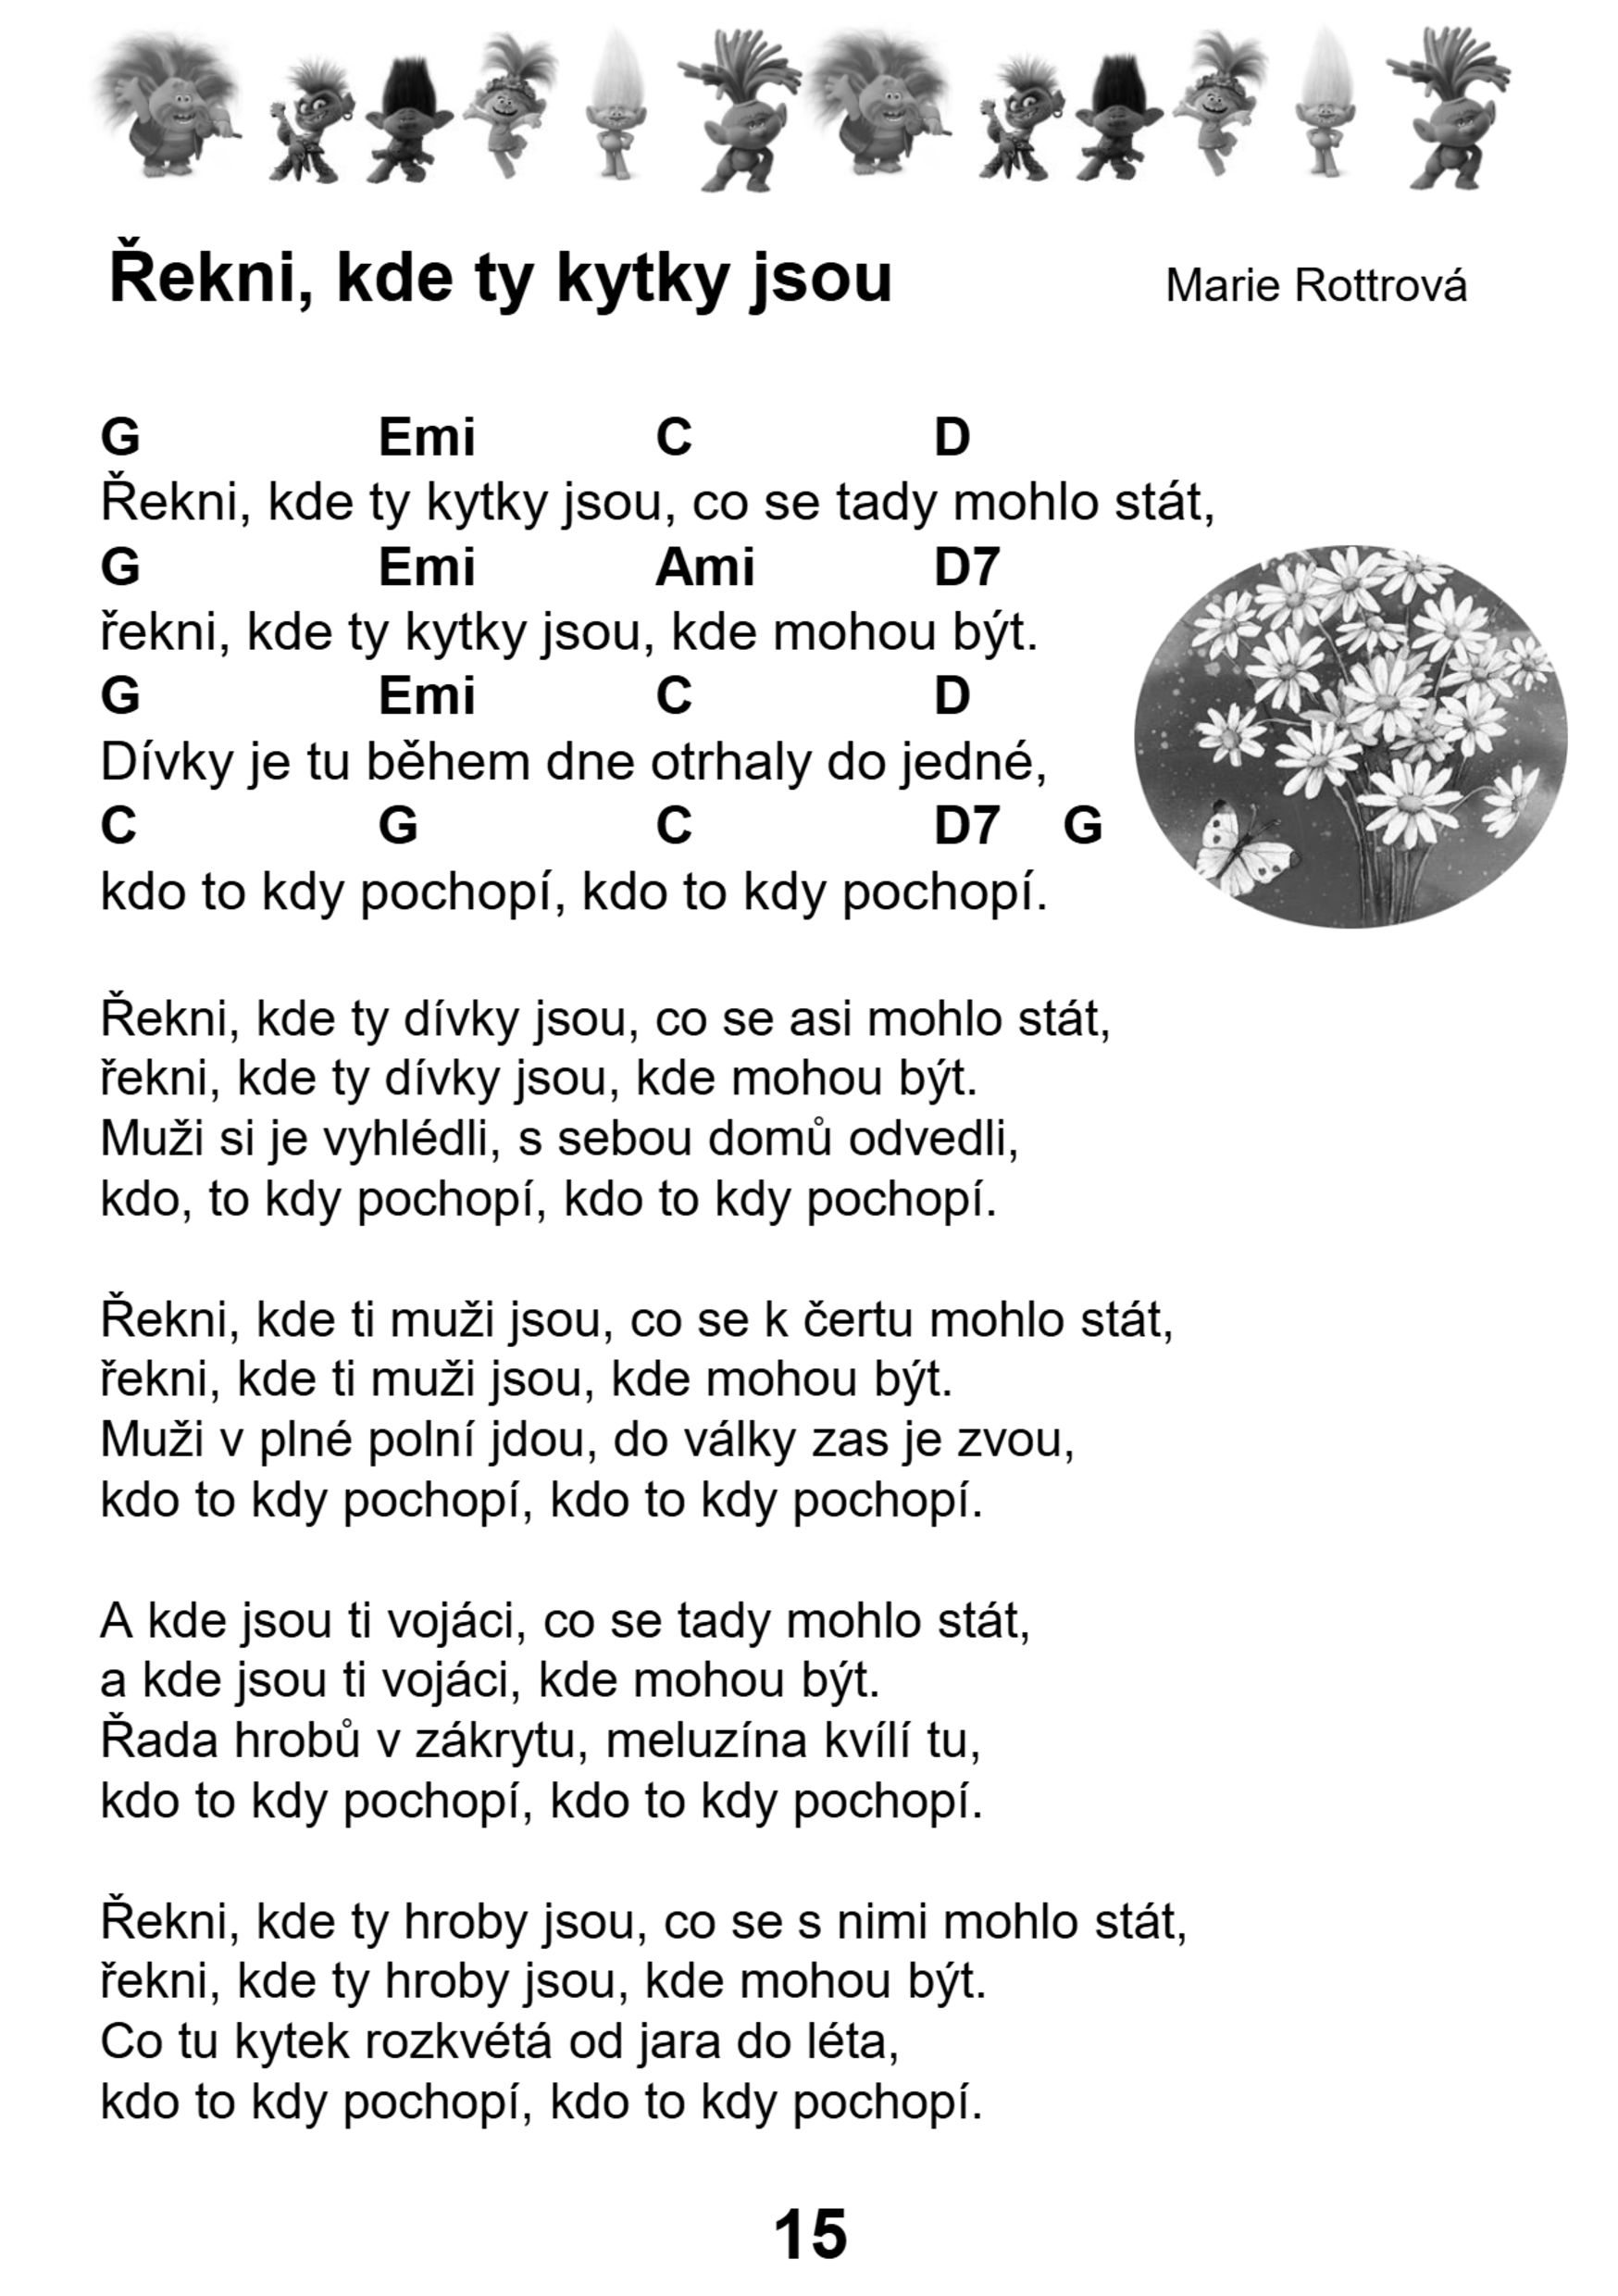 Řekni, kde ty kytky jsou Marie Rottrová
G Emi C D
Řekni, kde ty kytky jsou, co se tady mohlo stát,
G Emi Ami D7
řekni, kde ty kytky jsou, kde mohou být.
G Emi C D
Dívky je tu během dne otrhaly do jedné,
C G C D7 G
kdo to kdy pochopí, kdo to kdy pochopí.

Řekni, kde ty dívky jsou, co se asi mohlo stát,
řekni, kde ty dívky jsou, kde mohou být.
Muži si je vyhlédli, s sebou domů odvedli,
kdo, to kdy pochopí, kdo to kdy pochopí.

Řekni, kde ti muži jsou, co se k čertu mohlo stát,
řekni, kde ti muži jsou, kde mohou být.
Muži v plné polní jdou, do války zas je zvou,
kdo to kdy pochopí, kdo to kdy pochopí.

A kde jsou ti vojáci, co se tady mohlo stát,
a kde jsou ti vojáci, kde mohou být.
Řada hrobů v zákrytu, meluzína kvílí tu,
kdo to kdy pochopí, kdo to kdy pochopí.

Řekni, kde ty hroby jsou, co se s nimi mohlo stát,
řekni, kde ty hroby jsou, kde mohou být.
Co tu kytek rozkvétá od jara do léta,
kdo to kdy pochopí, kdo to kdy pochopí.

15